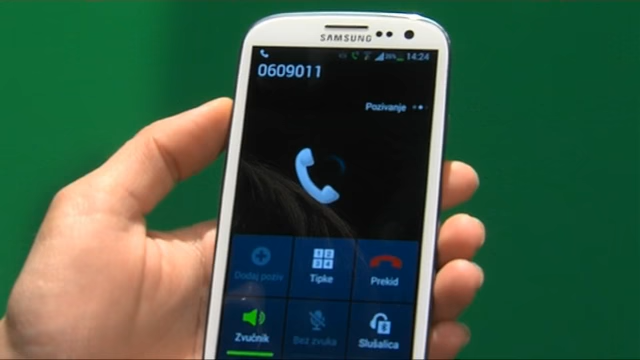 SAMSUNG
14:24
0609011
Pozivanje
Dodaj poziv
Tipke
Prekid
Zvučnik
Bez zvuka
Slušalica